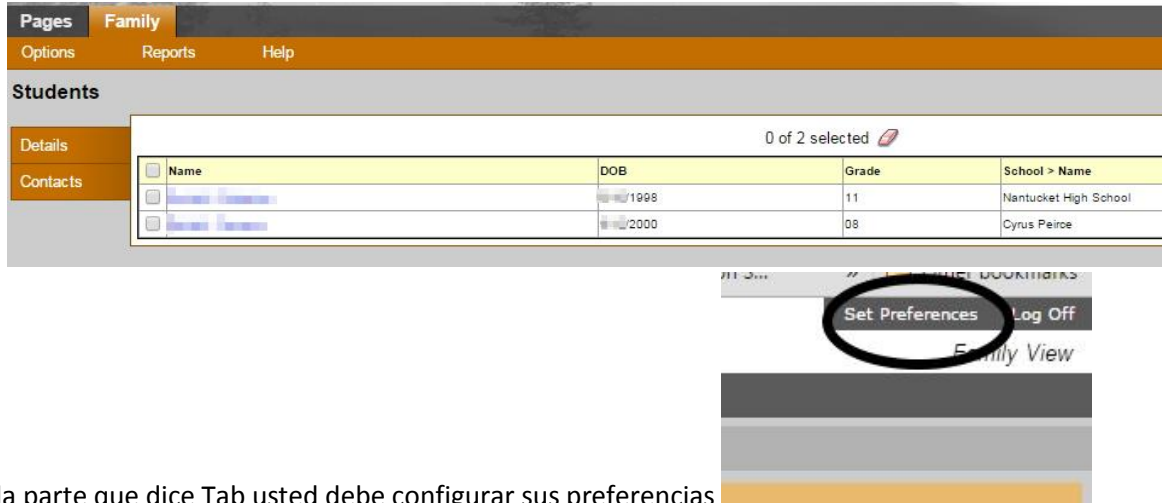 Pages Family
Options Reports Help
Students
Details
Contacts
0 of 2 selected
Name DOB Grade School > Name
/1998 11 Nantucket High School
/2000 08 Cyrus Peirce
» Other bookmarks
Set Preferences Log Off
Family View
la parte que dice Tab usted debe configurar sus preferencias